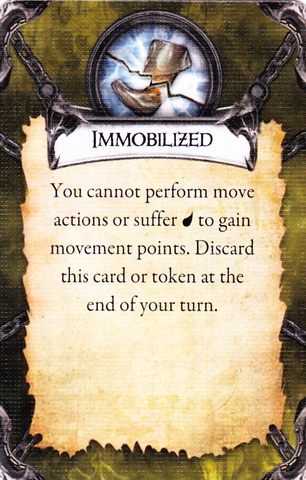 IMMOBILIZED
You cannot perform move
actions or suffer to gain
movement points. Discard
this card or token at the
end of your turn.